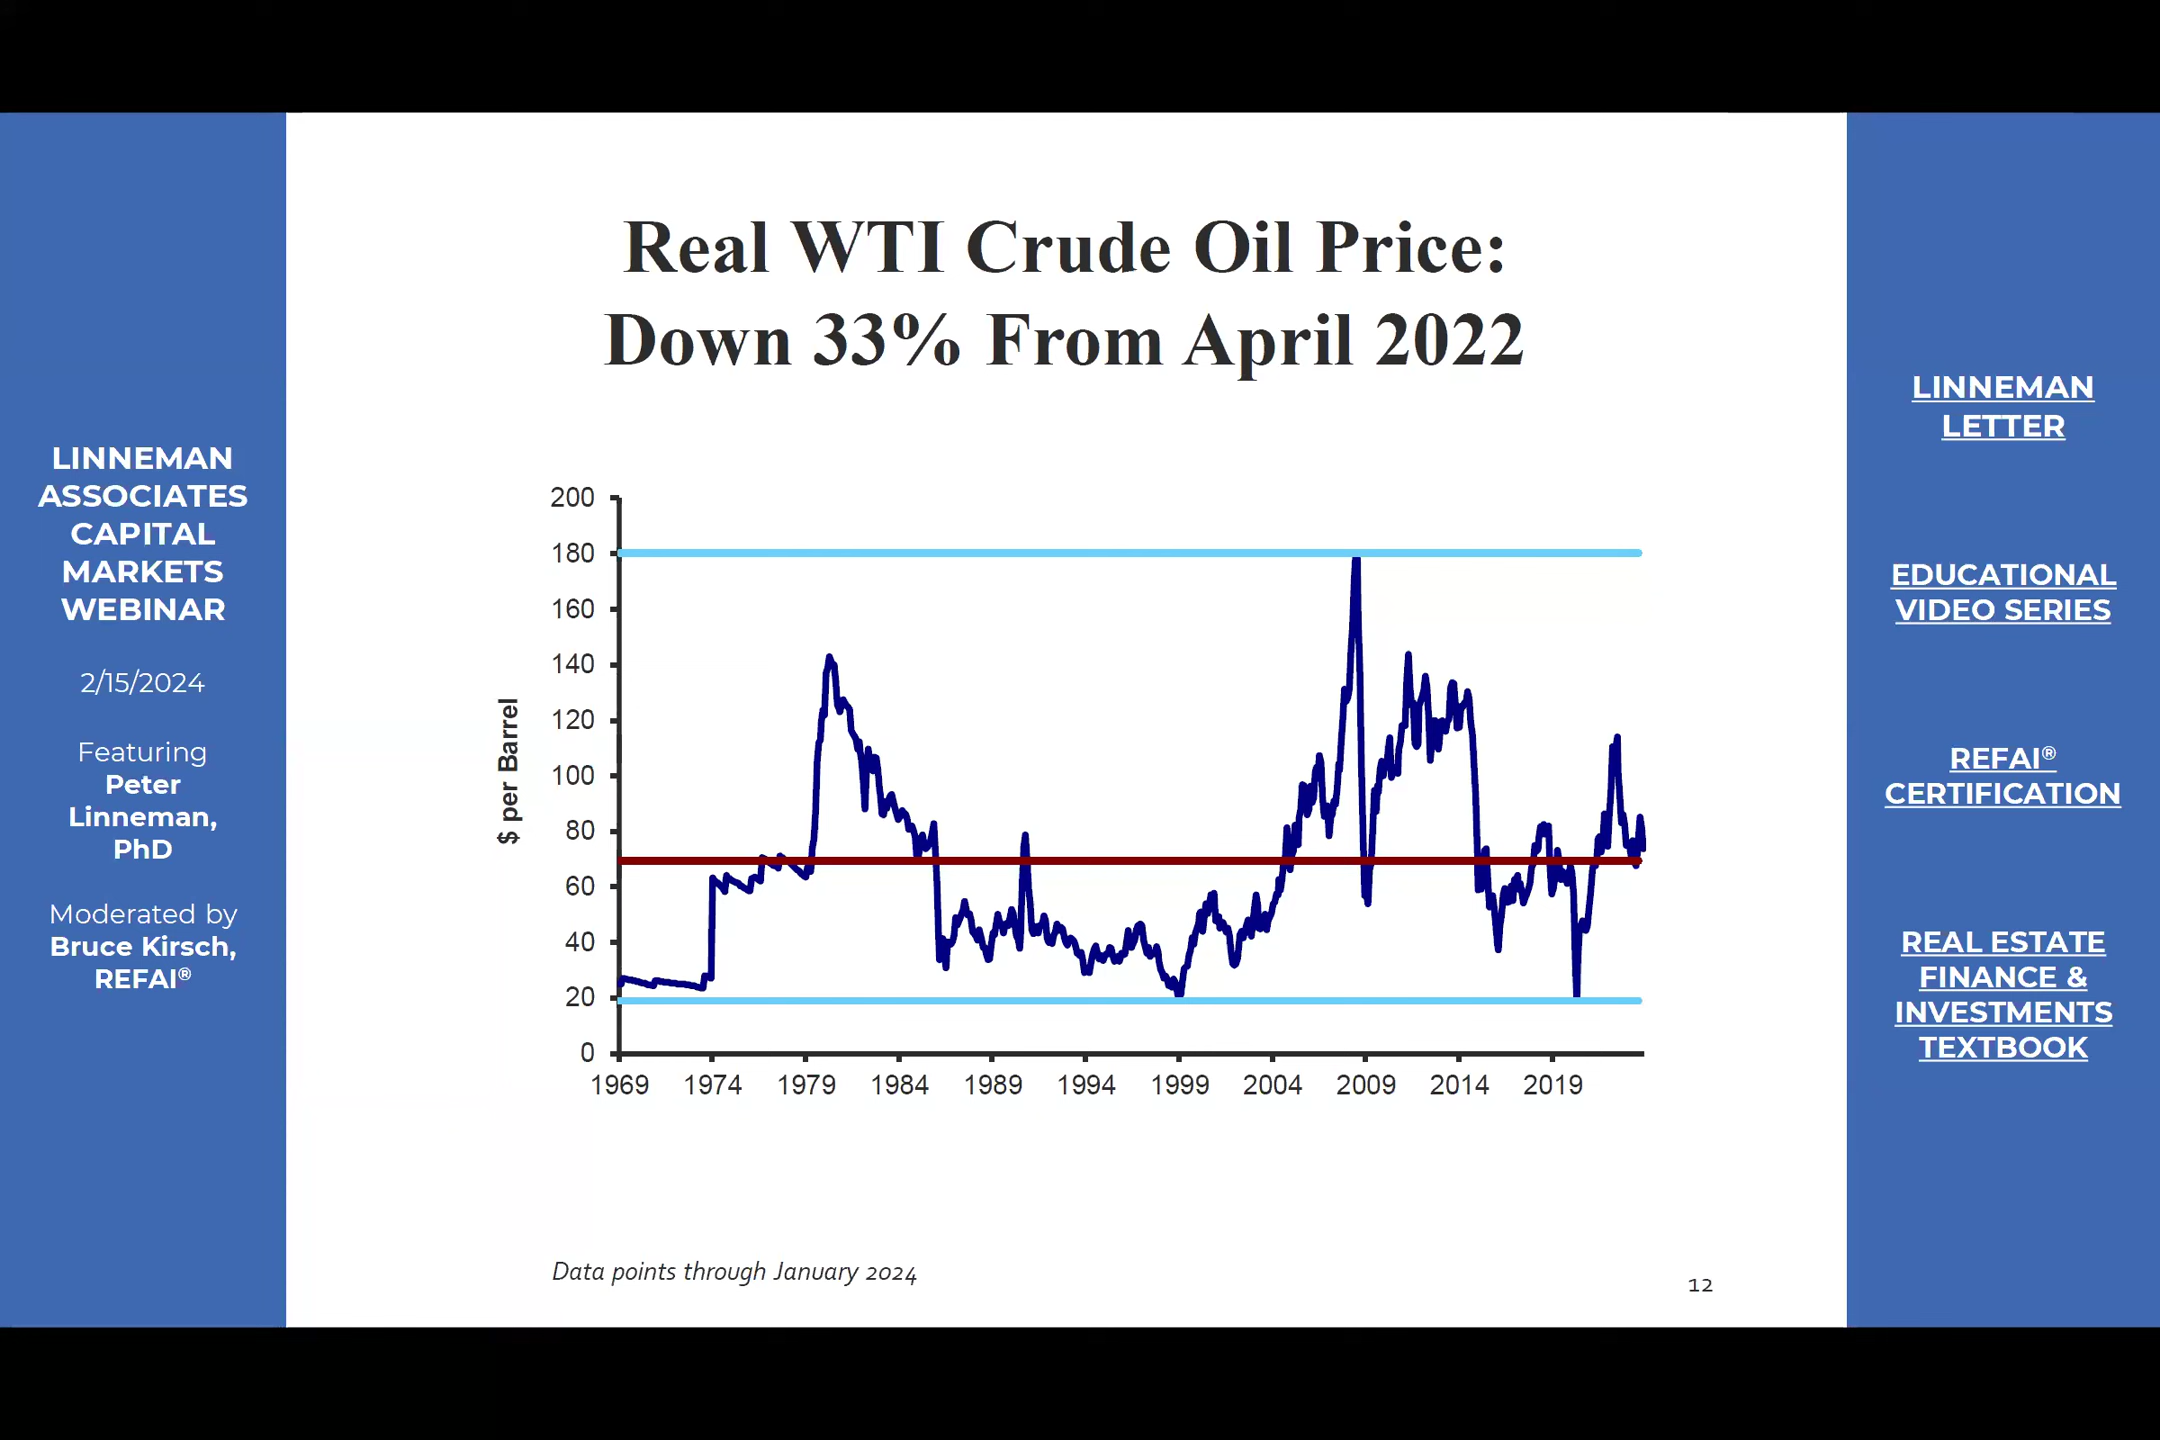 LINNEMAN
ASSOCIATES
CAPITAL
MARKETS
WEBINAR
2/15/2024
Featuring
Peter
Linneman,
PhD
Moderated by
Bruce Kirsch,
REFAI®
Real WTI Crude Oil Price:
Down 33% From April 2022
$ per Barrel
200
180
160
140
120
100
80
60
40
20
0
1969 1974 1979 1984 1989 1994 1999 2004 2009 2014 2019
Data points through January 2024
12
LINNEMAN
LETTER
EDUCATIONAL
VIDEO SERIES
REFAI®
CERTIFICATION
REAL ESTATE
FINANCE &
INVESTMENTS
TEXTBOOK